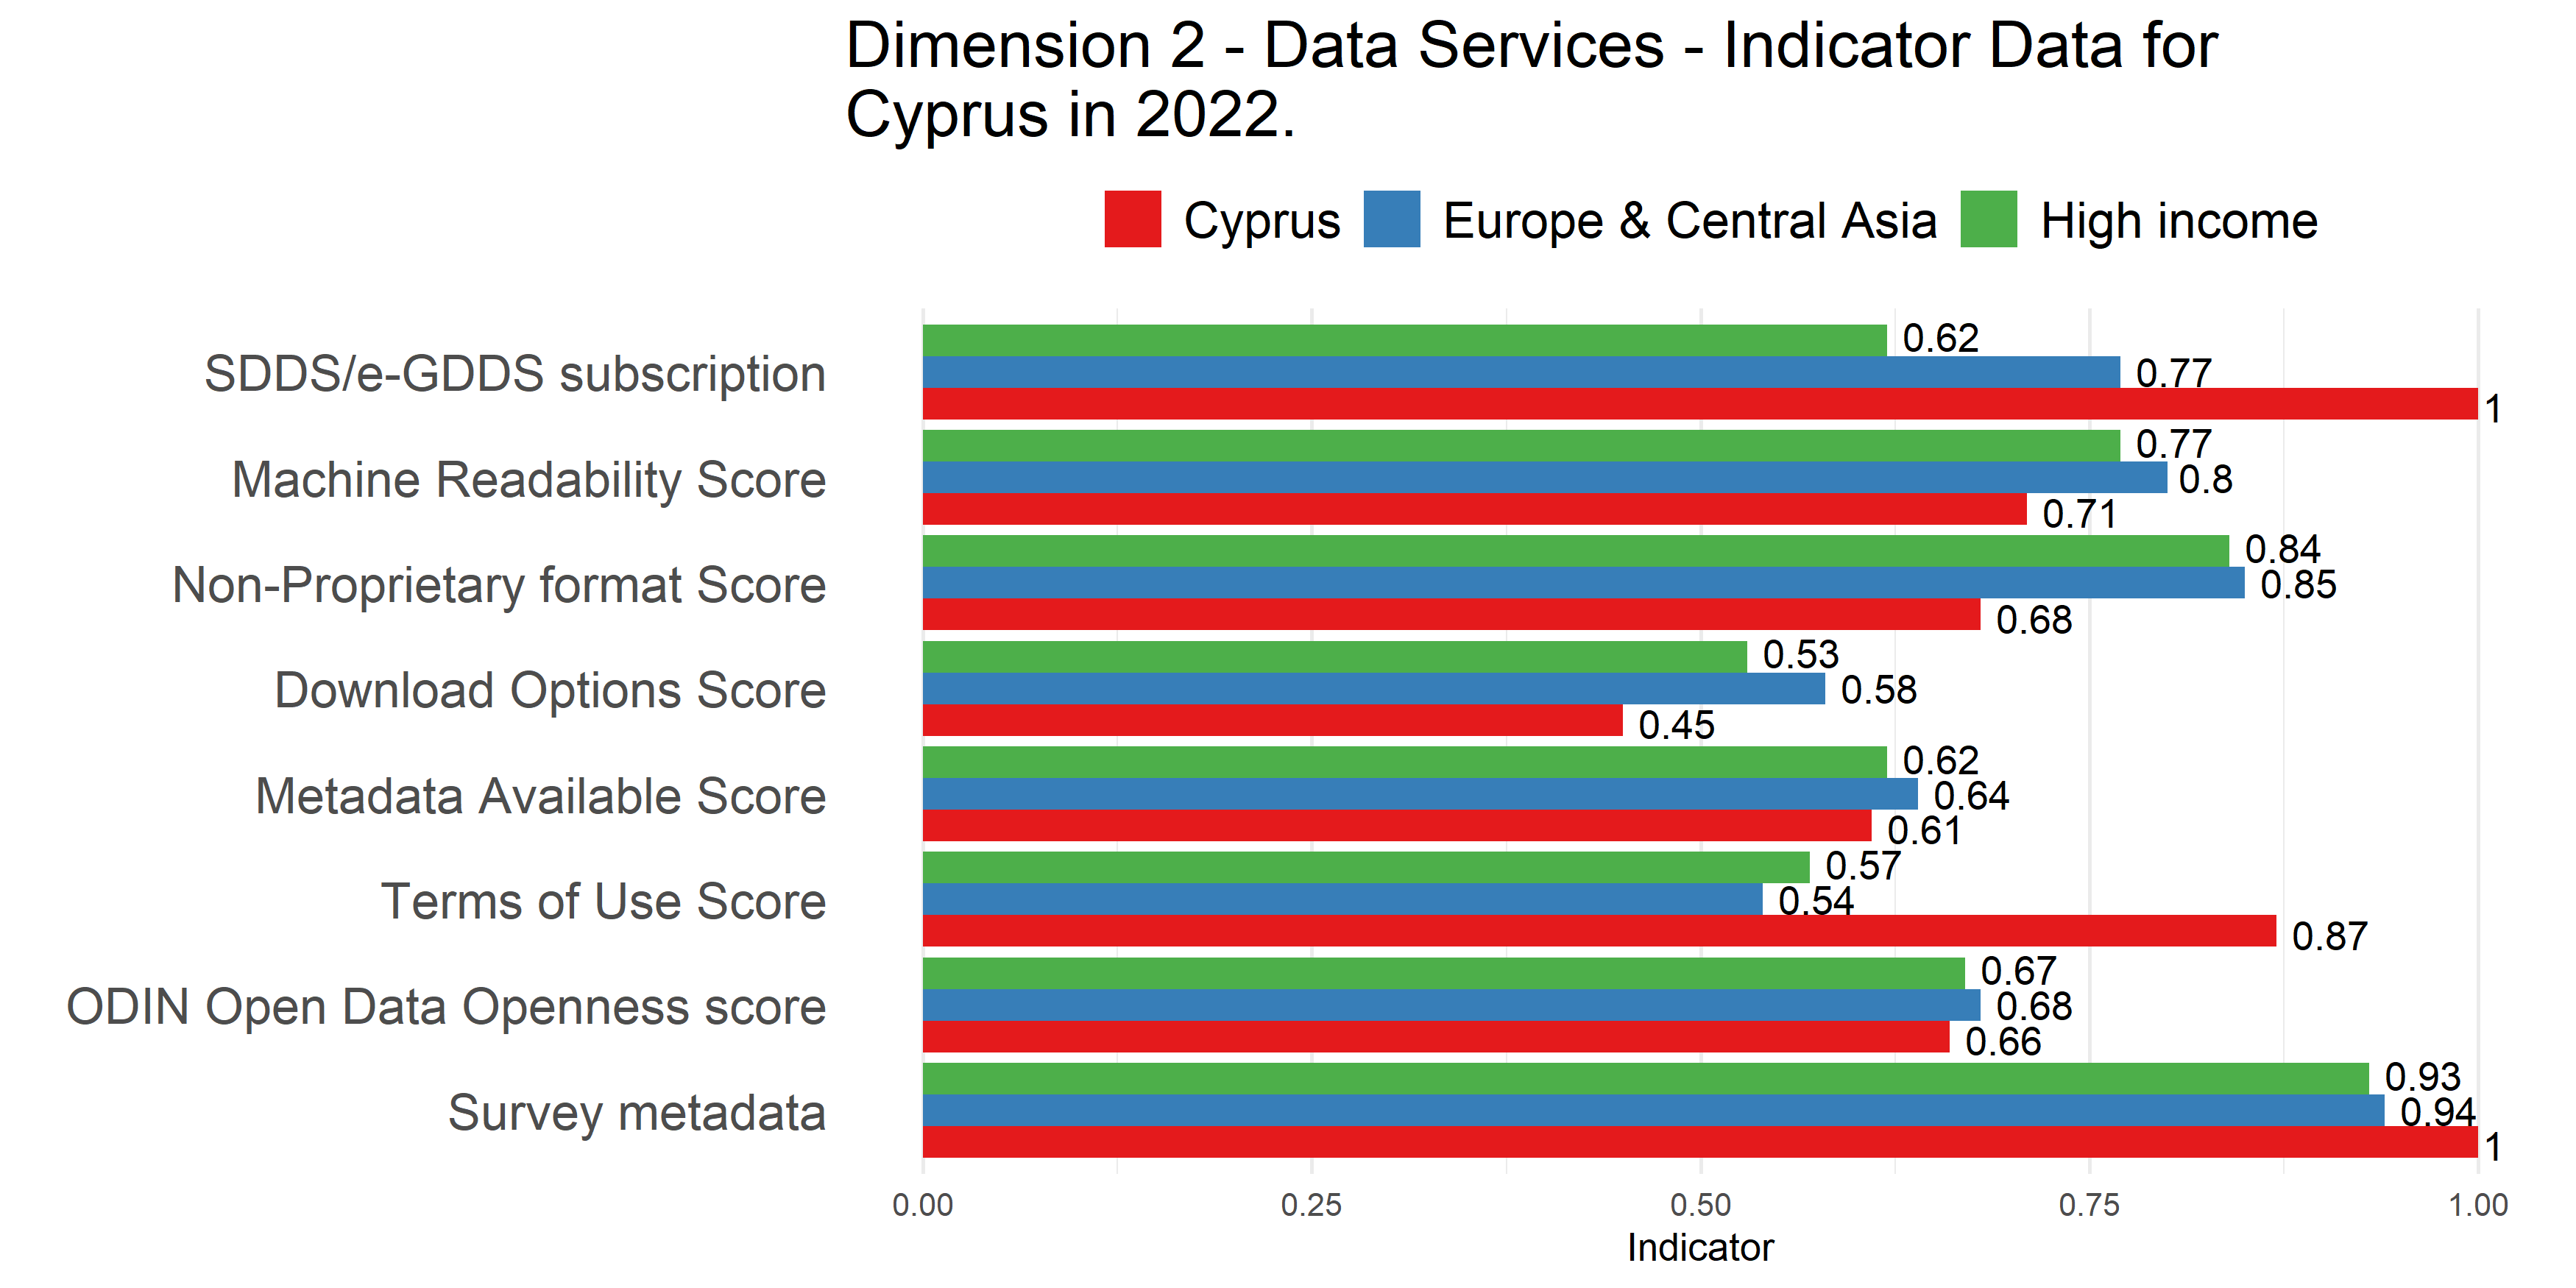 Dimension 2 - Data Services - Indicator Data for
Cyprus in 2022.
Cyprus Europe & Central Asia High income
SDDS/e-GDDS subscription
0.62
0.77
1
Machine Readability Score
0.77
0.8
0.71
Non-Proprietary format Score
0.84
0.85
0.68
Download Options Score
0.53
0.58
0.45
Metadata Available Score
0.62
0.64
0.61
Terms of Use Score
0.57
0.54
0.87
ODIN Open Data Openness score
0.67
0.68
0.66
Survey metadata
0.93
0.94
1
0.00 0.25 0.50 0.75 1.00
Indicator